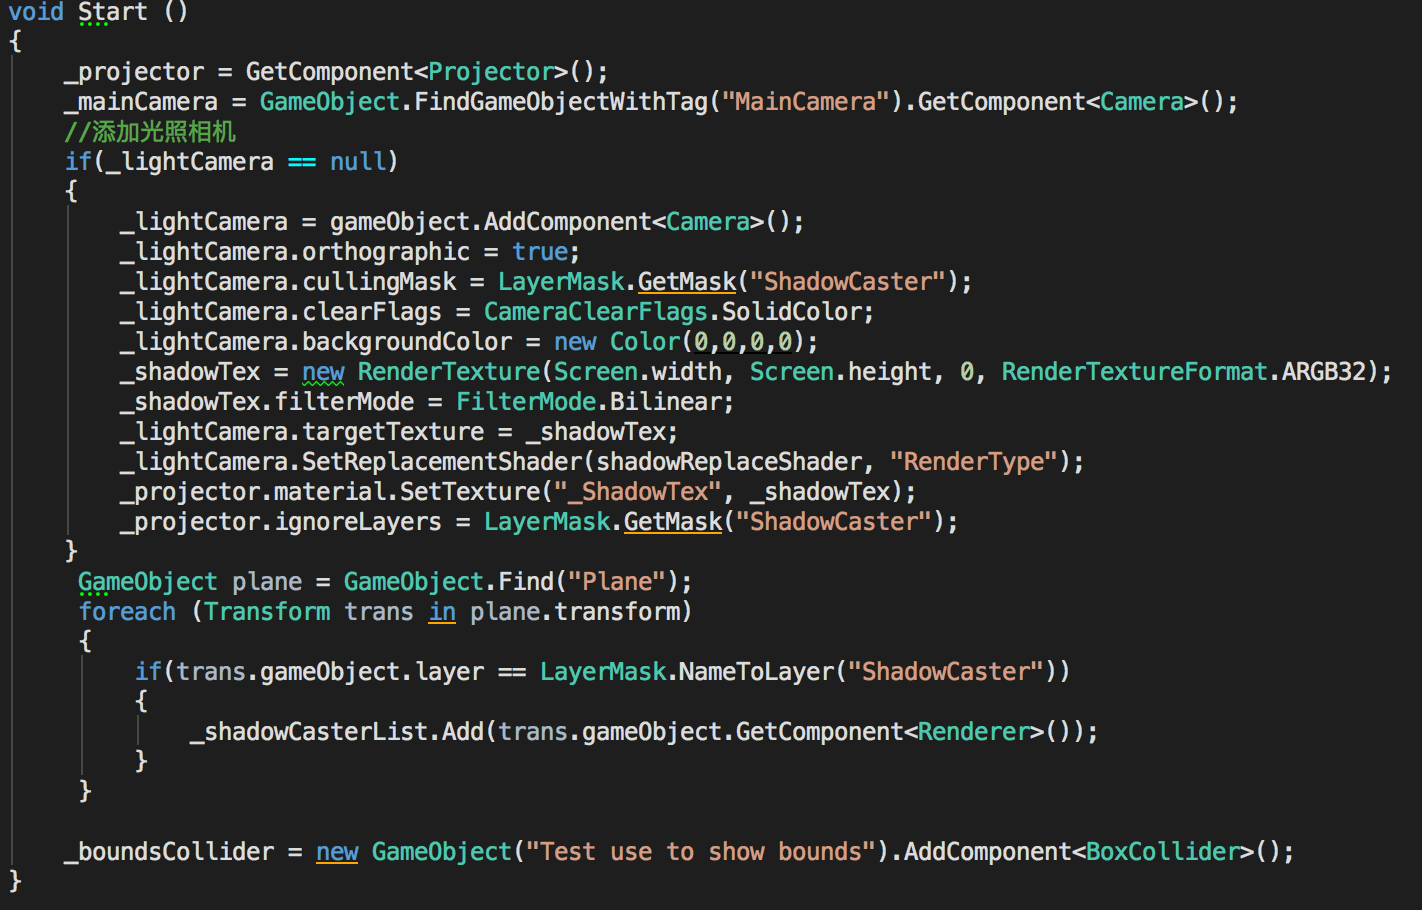 void Start ()
{
    _projector = GetComponent<Projector>();
    _mainCamera = GameObject.FindGameObjectWithTag("MainCamera").GetComponent<Camera>();
    //添加光照相机
    if(_lightCamera == null)
    {
        _lightCamera = gameObject.AddComponent<Camera>();
        _lightCamera.orthographic = true;
        _lightCamera.cullingMask = LayerMask.GetMask("ShadowCaster");
        _lightCamera.clearFlags = CameraClearFlags.SolidColor;
        _lightCamera.backgroundColor = new Color(0,0,0,0);
        _shadowTex = new RenderTexture(Screen.width, Screen.height, 0, RenderTextureFormat.ARGB32);
        _shadowTex.filterMode = FilterMode.Bilinear;
        _lightCamera.targetTexture = _shadowTex;
        _lightCamera.SetReplacementShader(shadowReplaceShader, "RenderType");
        _projector.material.SetTexture("_ShadowTex", _shadowTex);
        _projector.ignoreLayers = LayerMask.GetMask("ShadowCaster");
    }
     GameObject plane = GameObject.Find("Plane");
     foreach (Transform trans in plane.transform)
     {
         if(trans.gameObject.layer == LayerMask.NameToLayer("ShadowCaster"))
         {
             _shadowCasterList.Add(trans.gameObject.GetComponent<Renderer>());
         }
     }

    _boundsCollider = new GameObject("Test use to show bounds").AddComponent<BoxCollider>();
}